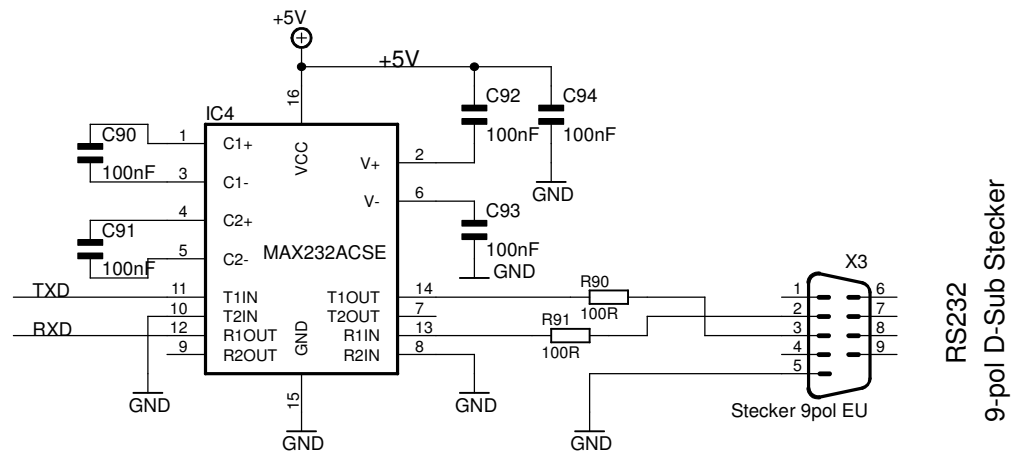 +5V
+5V
IC4
16
VCC
C90
100nF
1
C1+
3
C1-
C91
100nF
4
C2+
5
C2-
MAX232ACSE
V+
2
V-
6
C92
100nF
C94
100nF
GND
C93
100nF
GND
TXD
11
T1IN
10
T2IN
RXD
12
R1OUT
9
R2OUT
GND
15
T1OUT
14
T2OUT
7
R1IN
13
R2IN
8
R90
100R
R91
100R
GND
GND
GND
GND
X3
1
2
3
4
5
6
7
8
9
Stecker 9pol EU
RS232
9-pol D-Sub Stecker